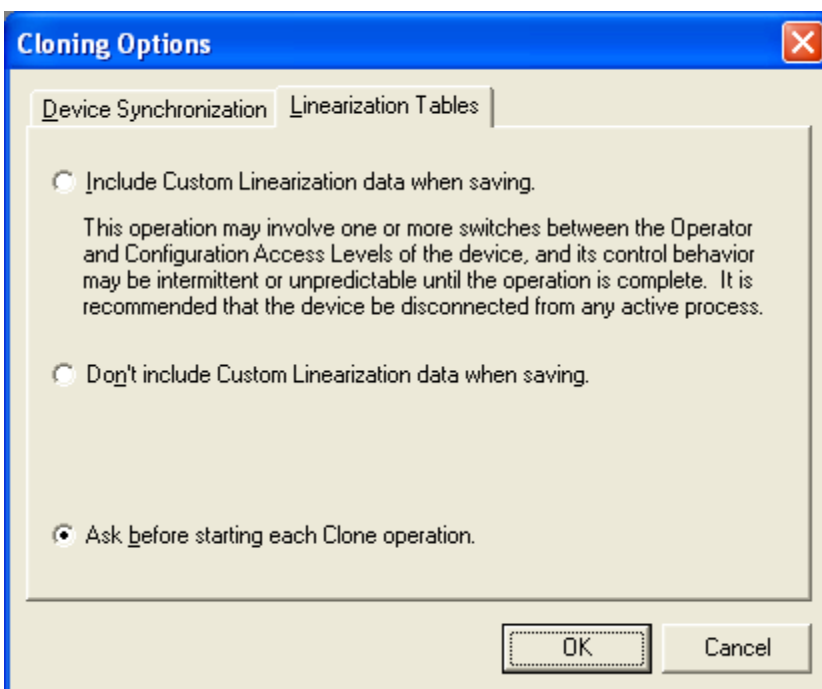 Cloning Options
Device Synchronization
Linearization Tables
Include Custom Linearization data when saving.
This operation may involve one or more switches between the Operator
and Configuration Access Levels of the device, and its control behavior
may be intermittent or unpredictable until the operation is complete.  It is
recommended that the device be disconnected from any active process.
Don't include Custom Linearization data when saving.
Ask before starting each Clone operation.
OK
Cancel